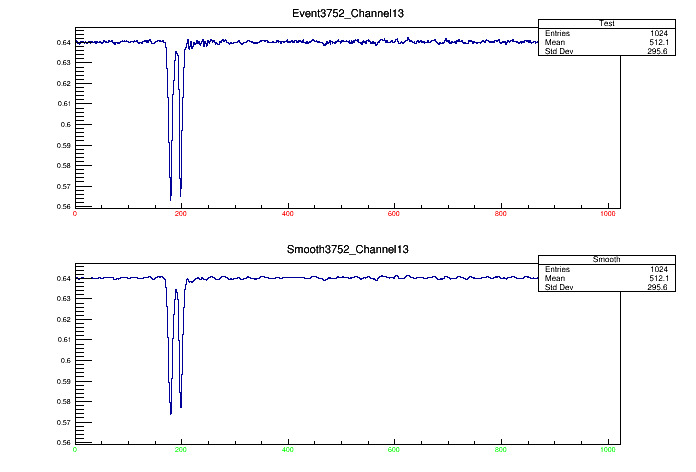 Event3752_Channel13
Test
Entries 1024
Mean 512.1
Std Dev 295.6
0.64
0.63
0.62
0.61
0.6
0.59
0.58
0.57
0.56
0 200 400 600 800 1000
Smooth3752_Channel13
Smooth
Entries 1024
Mean 512.1
Std Dev 295.6
0.64
0.63
0.62
0.61
0.6
0.59
0.58
0.57
0.56
0 200 400 600 800 1000